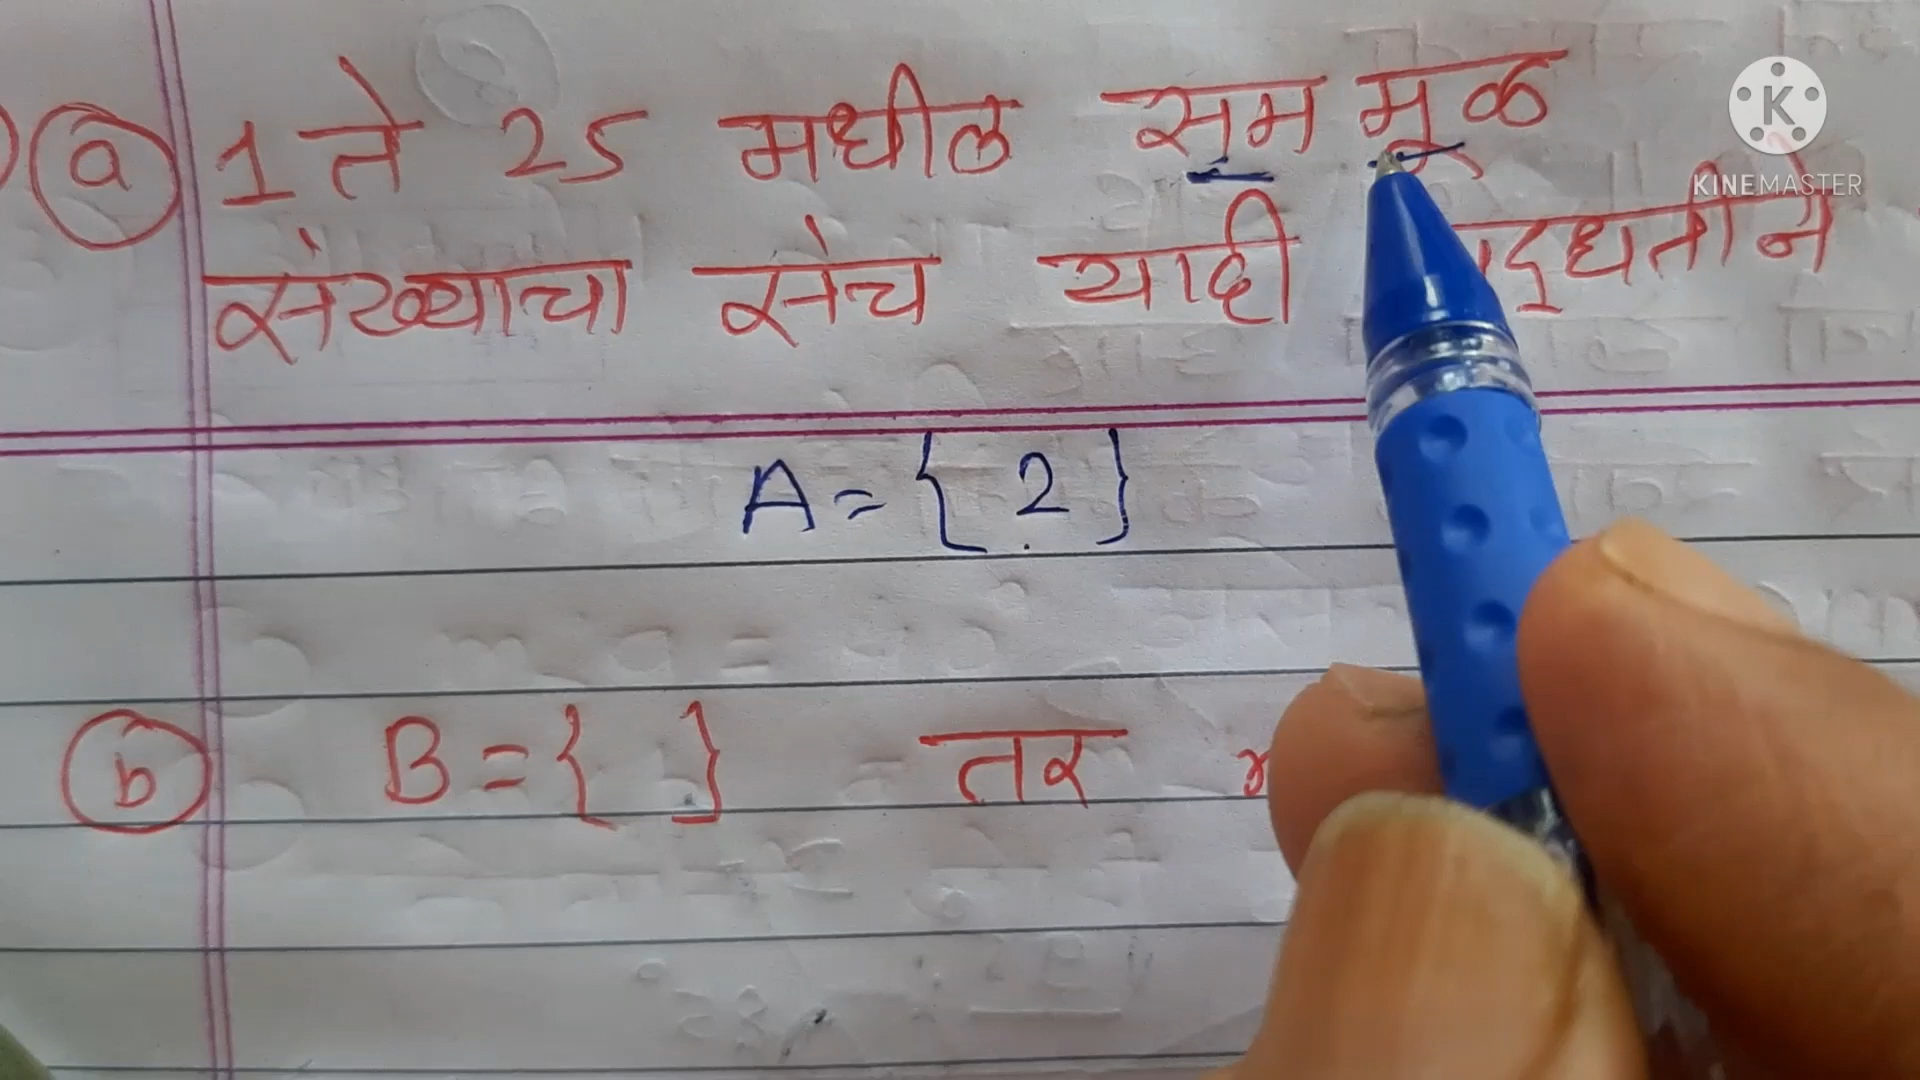 a 1 ते 25 मधील सम मूळ
संख्याचा संच यादी पद्धतीने
A = { 2 }
b B = { } तर
KINEMASTER